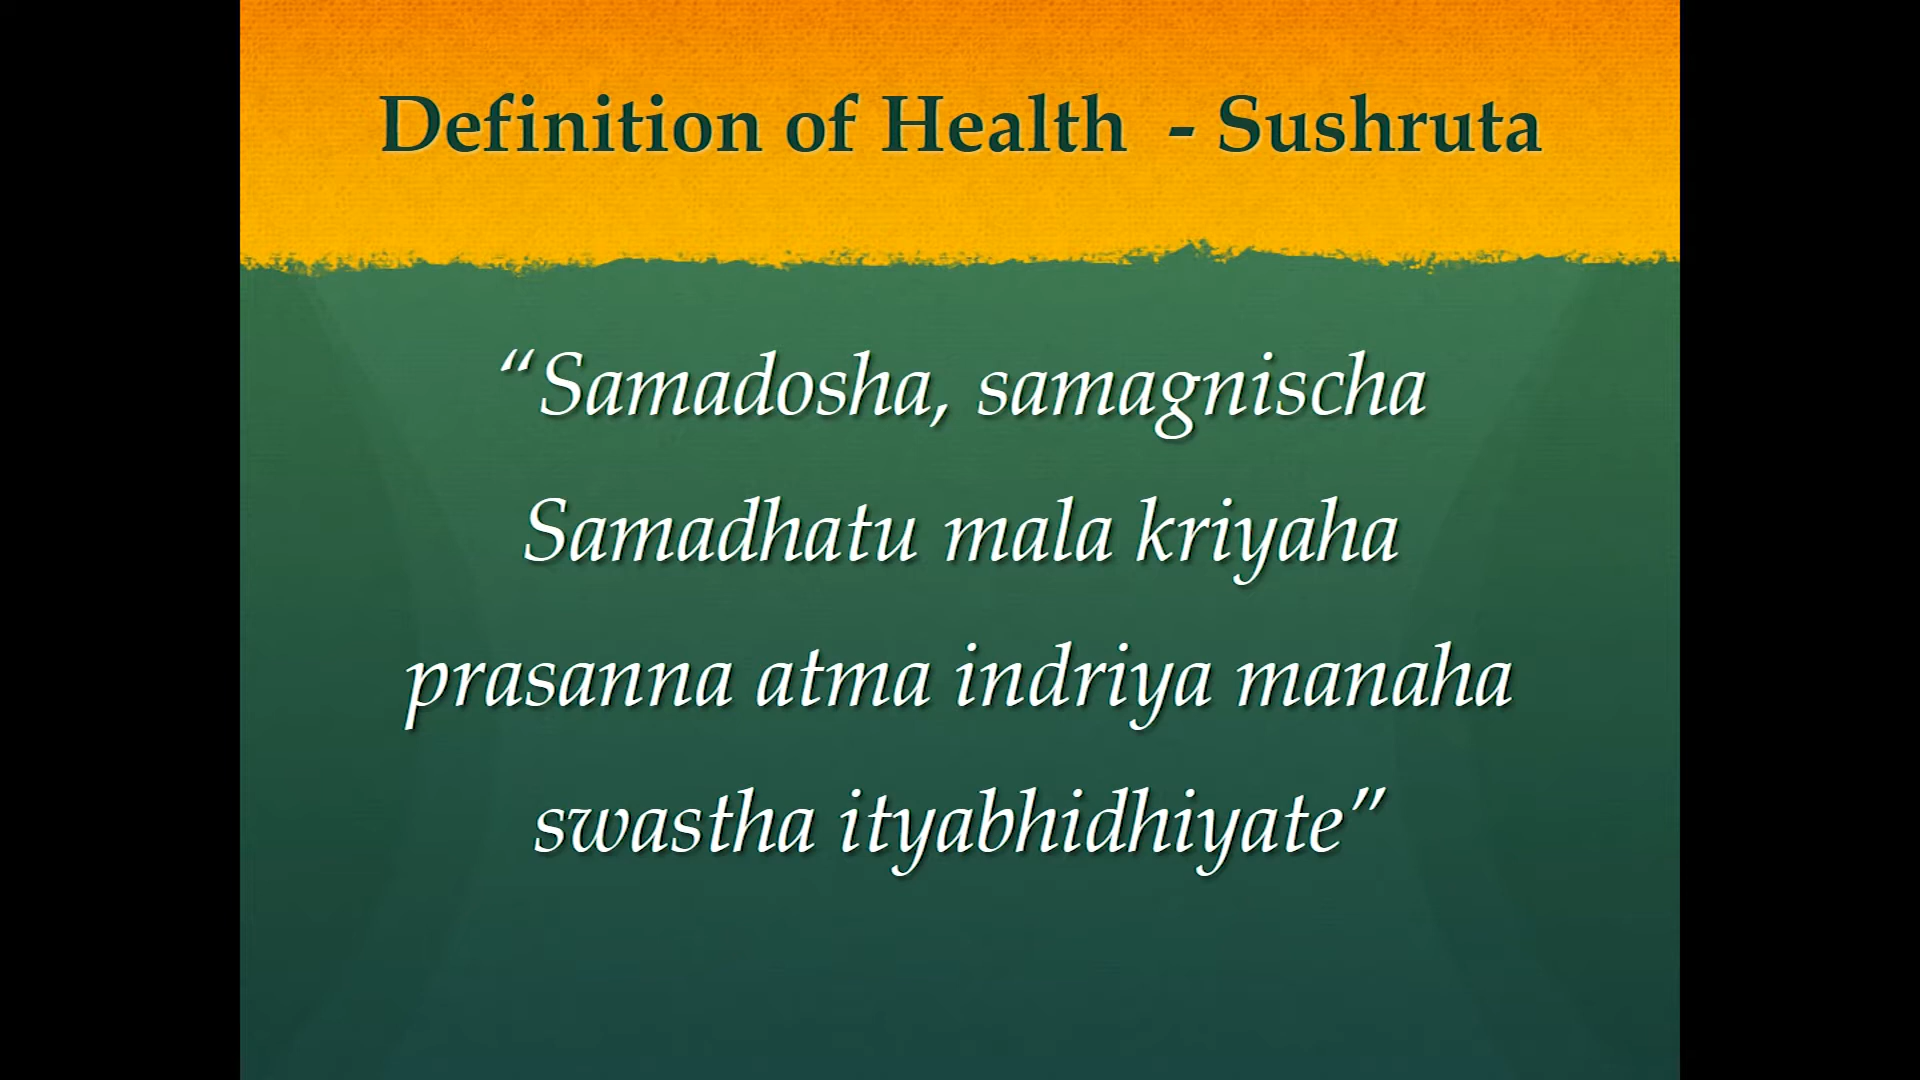 Definition of Health - Sushruta
“Samadosha, samagnischa
Samadhatu mala kriyaha
prasanna atma indriya manaha
swastha ityabhidhiyate”